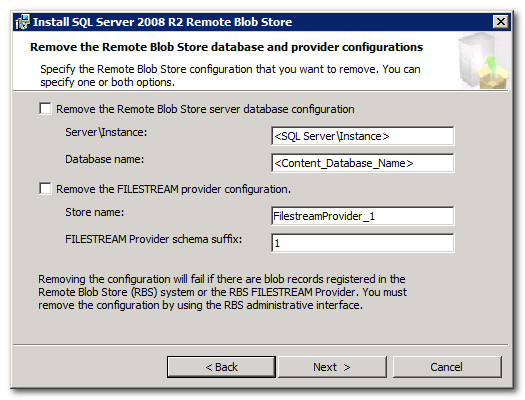 Install SQL Server 2008 R2 Remote Blob Store
Remove the Remote Blob Store database and provider configurations
Specify the Remote Blob Store configuration that you want to remove. You can
specify one or both options.
Remove the Remote Blob Store server database configuration
Server\Instance:
<SQL Server\Instance>
Database name:
<Content_Database_Name>
Remove the FILESTREAM provider configuration.
Store name:
FilestreamProvider_1
FILESTREAM Provider schema suffix:
1
Removing the configuration will fail if there are blob records registered in the
Remote Blob Store (RBS) system or the RBS FILESTREAM Provider. You must
remove the configuration by using the RBS administrative interface.
< Back
Next >
Cancel